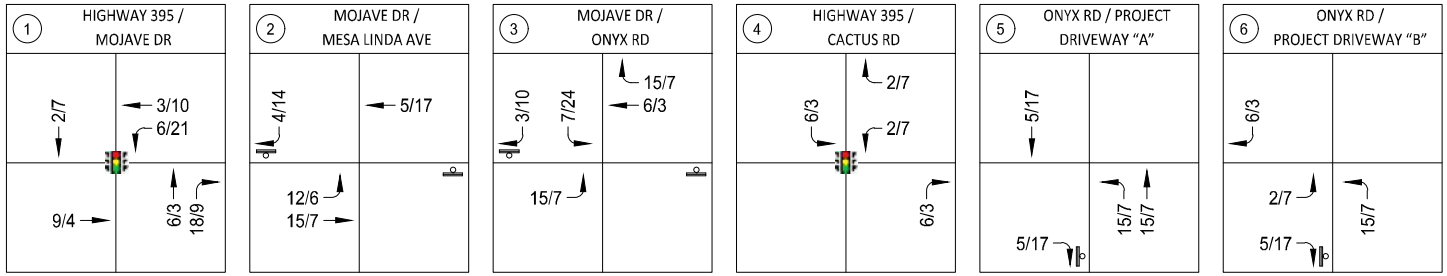 1
HIGHWAY 395 /
MOJAVE DR
2/7
3/10
6/21
9/4
6/3
18/9
2
MOJAVE DR /
MESA LINDA AVE
4/14
5/17
12/6
15/7
3
MOJAVE DR /
ONYX RD
3/10
7/24
15/7
6/3
15/7
4
HIGHWAY 395 /
CACTUS RD
6/3
2/7
2/7
6/3
5
ONYX RD / PROJECT
DRIVEWAY “A”
5/17
15/7
15/7
5/17
6
ONYX RD /
PROJECT DRIVEWAY “B”
6/3
2/7
15/7
5/17